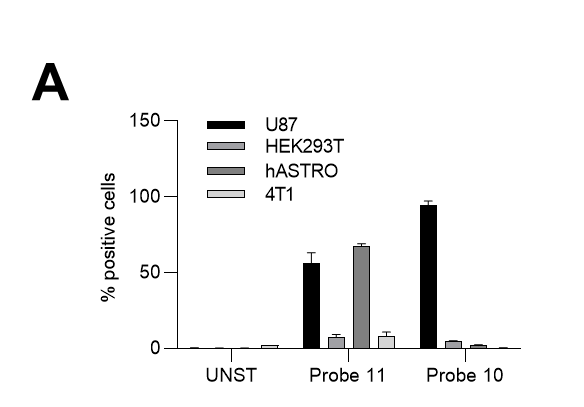 A
150
100
50
0
% positive cells
U87
HEK293T
hASTRO
4T1
UNST
Probe 11
Probe 10